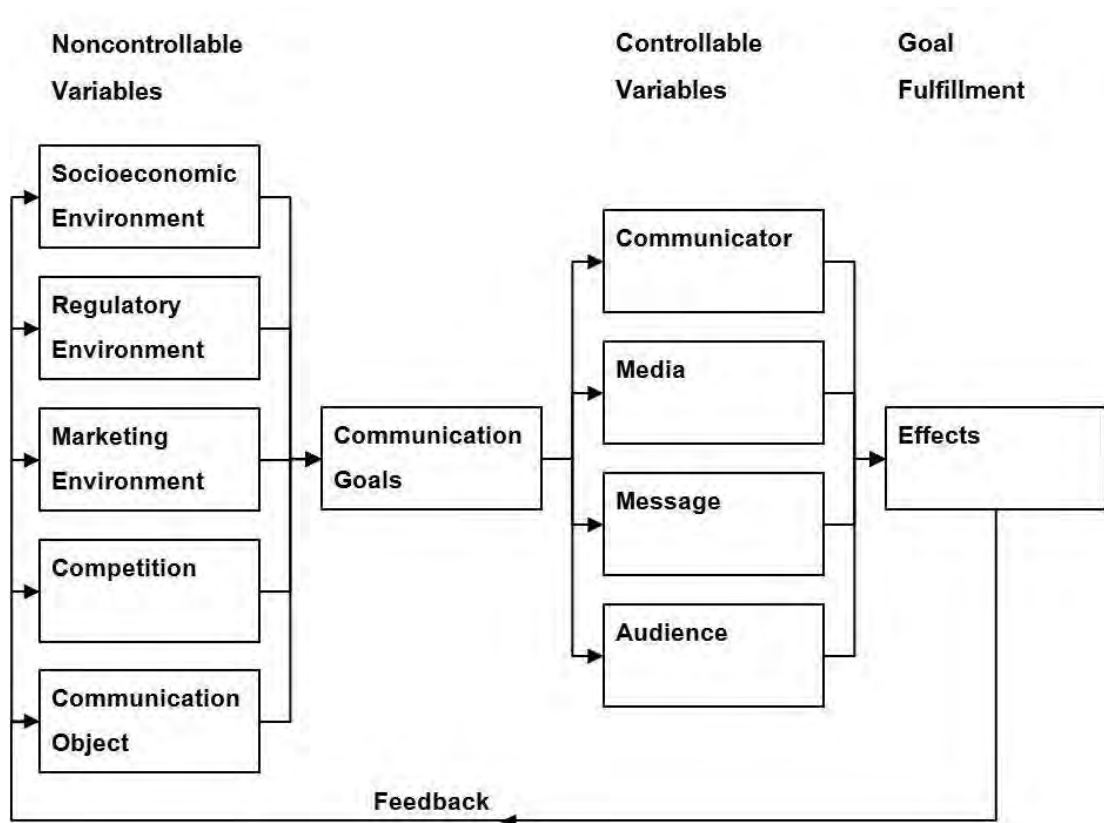 Noncontrollable
Variables
Controllable
Variables
Goal
Fulfillment
Socioeconomic
Environment
Regulatory
Environment
Marketing
Environment
Competition
Communication
Object
Communication
Goals
Communicator
Media
Message
Audience
Effects
Feedback